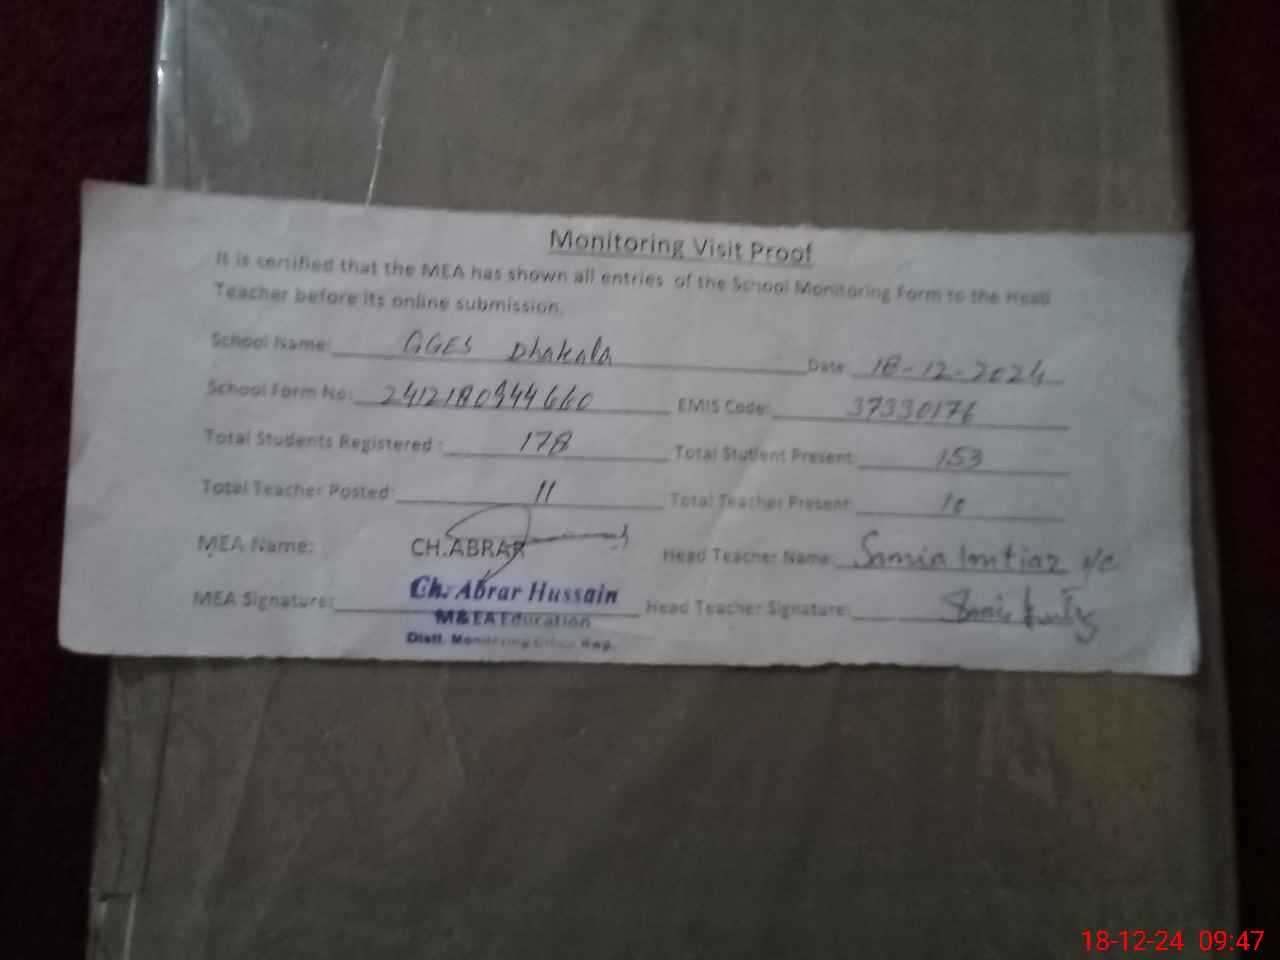 Monitoring Visit Proof
It is certified that the MEA has shown all entries of the School Monitoring Form to the Head
Teacher before its online submission.
School Name: GGES Dhakala Date 18-12-2024
School Form No: 2412180944660 EMIS Code: 37330176
Total Students Registered : 178 Total Student Present: 153
Total Teacher Posted: 11 Total Teacher Present: 10
MEA Name: CH.ABRAR Head Teacher Name: Samia Imtiaz I/C
Ch. Abrar Hussain
MEA Signature: Head Teacher Signature:
M&EA Education
Distt. Monitoring Office Rwp.
18-12-24 09:47